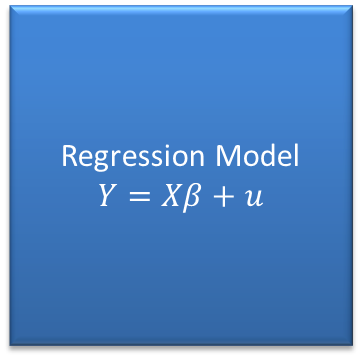 Regression Model
𝑌 = 𝑋𝛽 + 𝑢